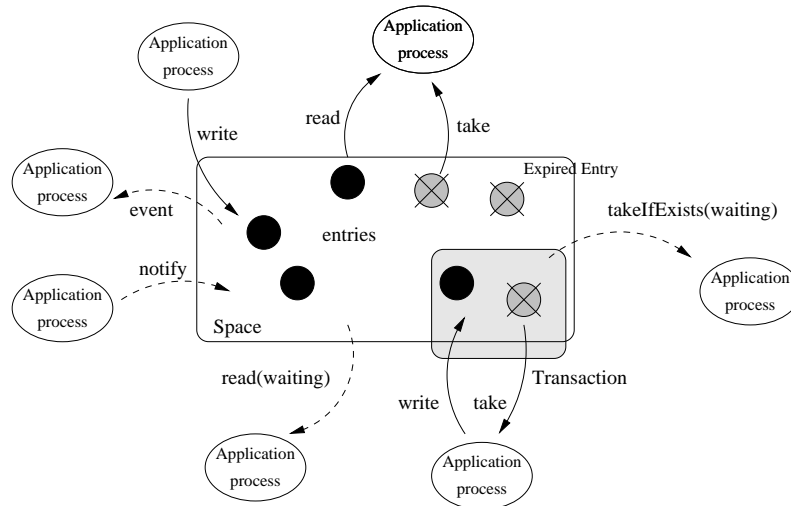 Application
process
Application
process
write
read
take
Expired Entry
Application
process
event
entries
takeIfExists(waiting)
notify
Application
process
Application
process
Space
read(waiting)
Transaction
write
take
Application
process
Application
process